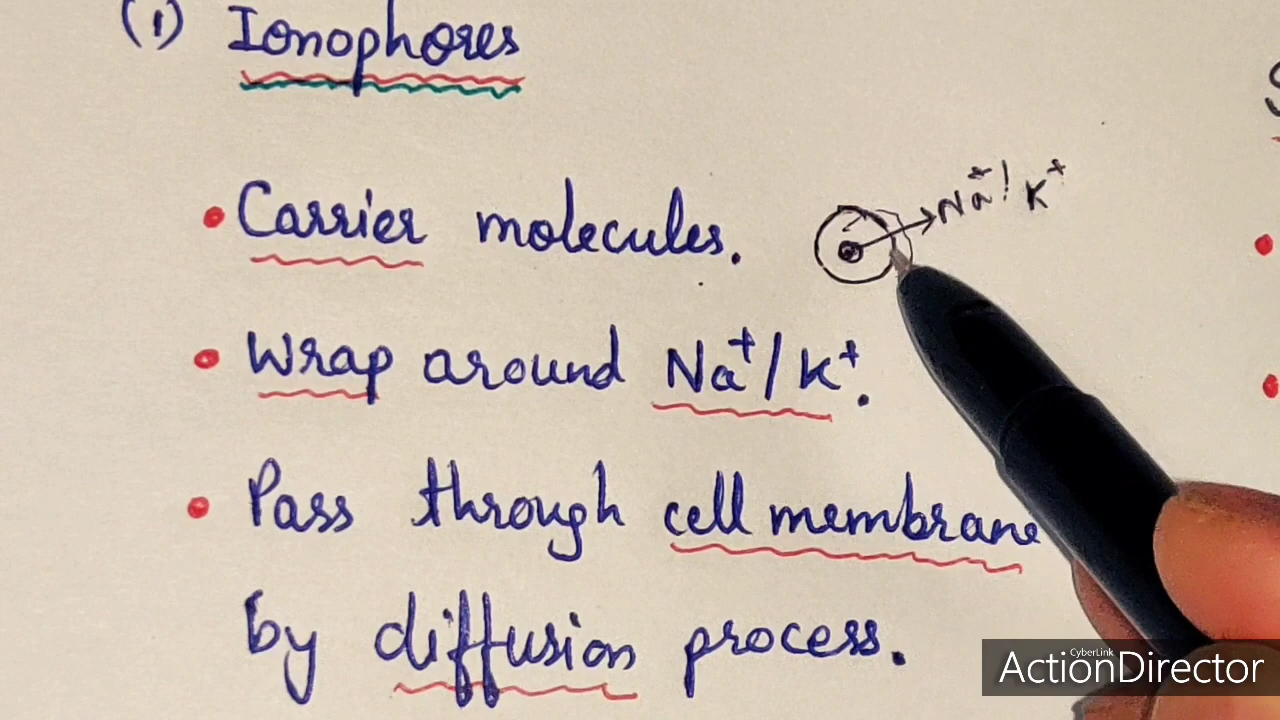 (1) Ionophores
• Carrier molecules.
Na+/K+
• Wrap around Na+/K+.
• Pass through cell membrane
by diffusion process.
CyberLink
ActionDirector